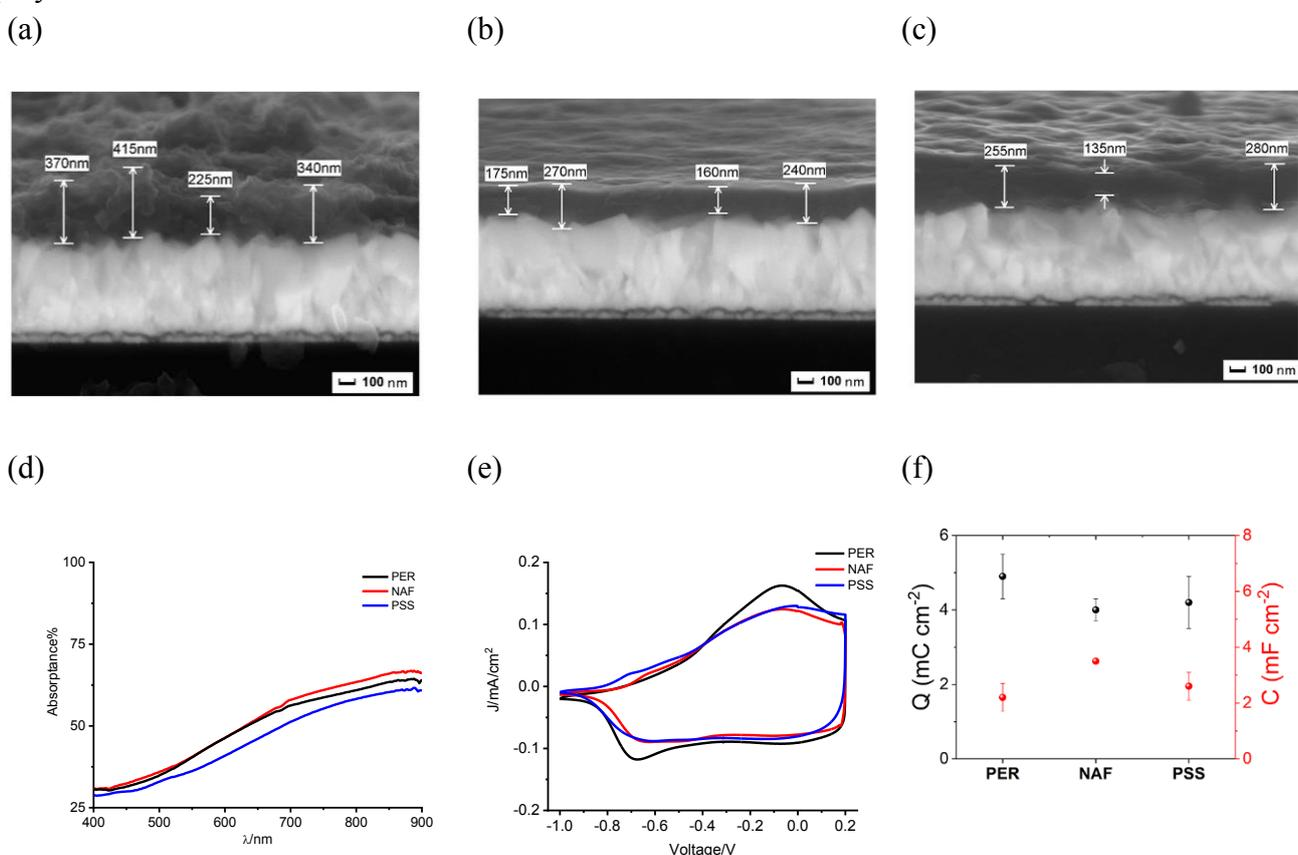 (a)
(b)
(c)
370nm
415nm
225nm
340nm
100 nm
175nm
270nm
160nm
240nm
100 nm
255nm
135nm
280nm
100 nm
(d)
(e)
(f)
100
75
50
25
400
500
600
700
800
900
Absorptance%
λ/nm
PER
NAF
PSS
0.2
0.1
0.0
-0.1
-0.2
-1.0
-0.8
-0.6
-0.4
-0.2
0.0
0.2
J/mA/cm²
Voltage/V
PER
NAF
PSS
6
4
2
0
Q (mC cm⁻²)
8
6
4
2
0
C (mF cm⁻²)
PER
NAF
PSS